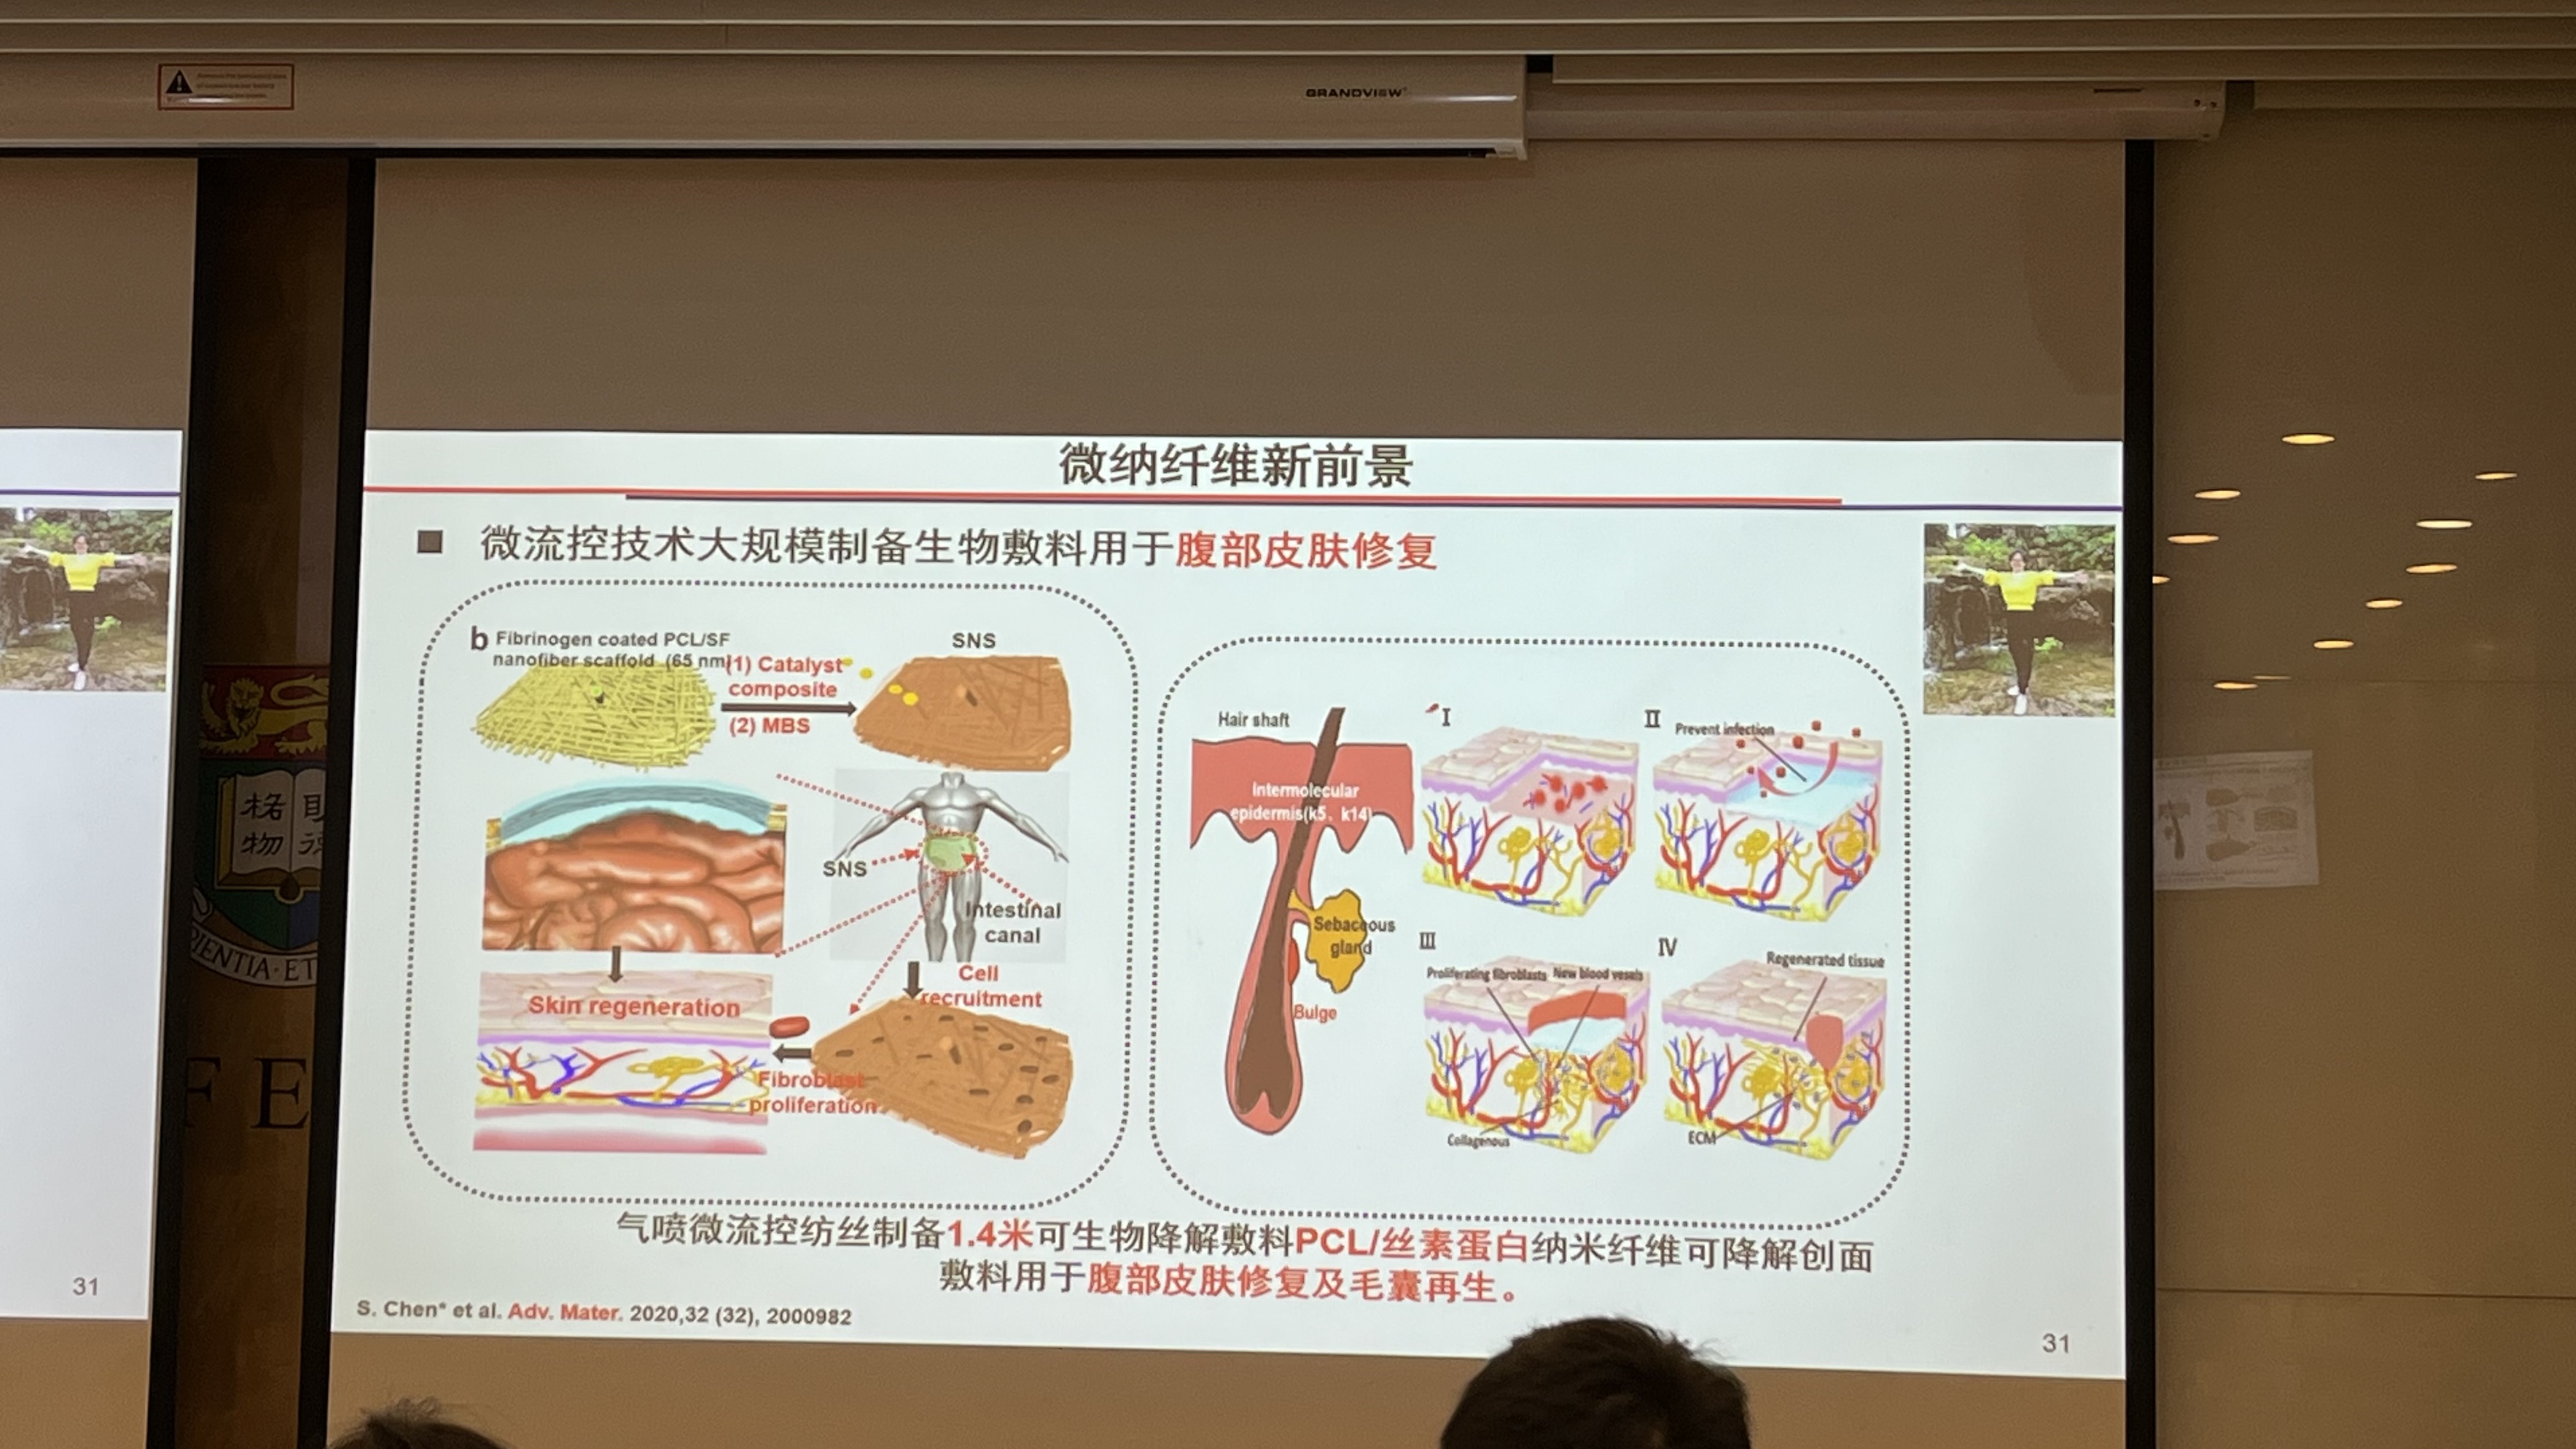 GRANDVIEW
微纳纤维新前景
微流控技术大规模制备生物敷料用于腹部皮肤修复
b Fibrinogen coated PCL/SF
nanofiber scaffold (65 nm)
(1) Catalyst
composite
(2) MBS
SNS
SNS
Intestinal
canal
Cell
recruitment
Skin regeneration
Fibroblast
proliferation
Hair shaft
Intermolecular
epidermis(k5、k14)
Sebaceous
gland
Bulge
I
II
Prevent infection
III
Proliferating fibroblasts
New blood vesels
Collagenous
IV
Regenerated tissue
ECM
气喷微流控纺丝制备1.4米可生物降解敷料PCL/丝素蛋白纳米纤维可降解创面
敷料用于腹部皮肤修复及毛囊再生。
S. Chen* et al. Adv. Mater. 2020,32 (32), 2000982
31
31
格
物
FE